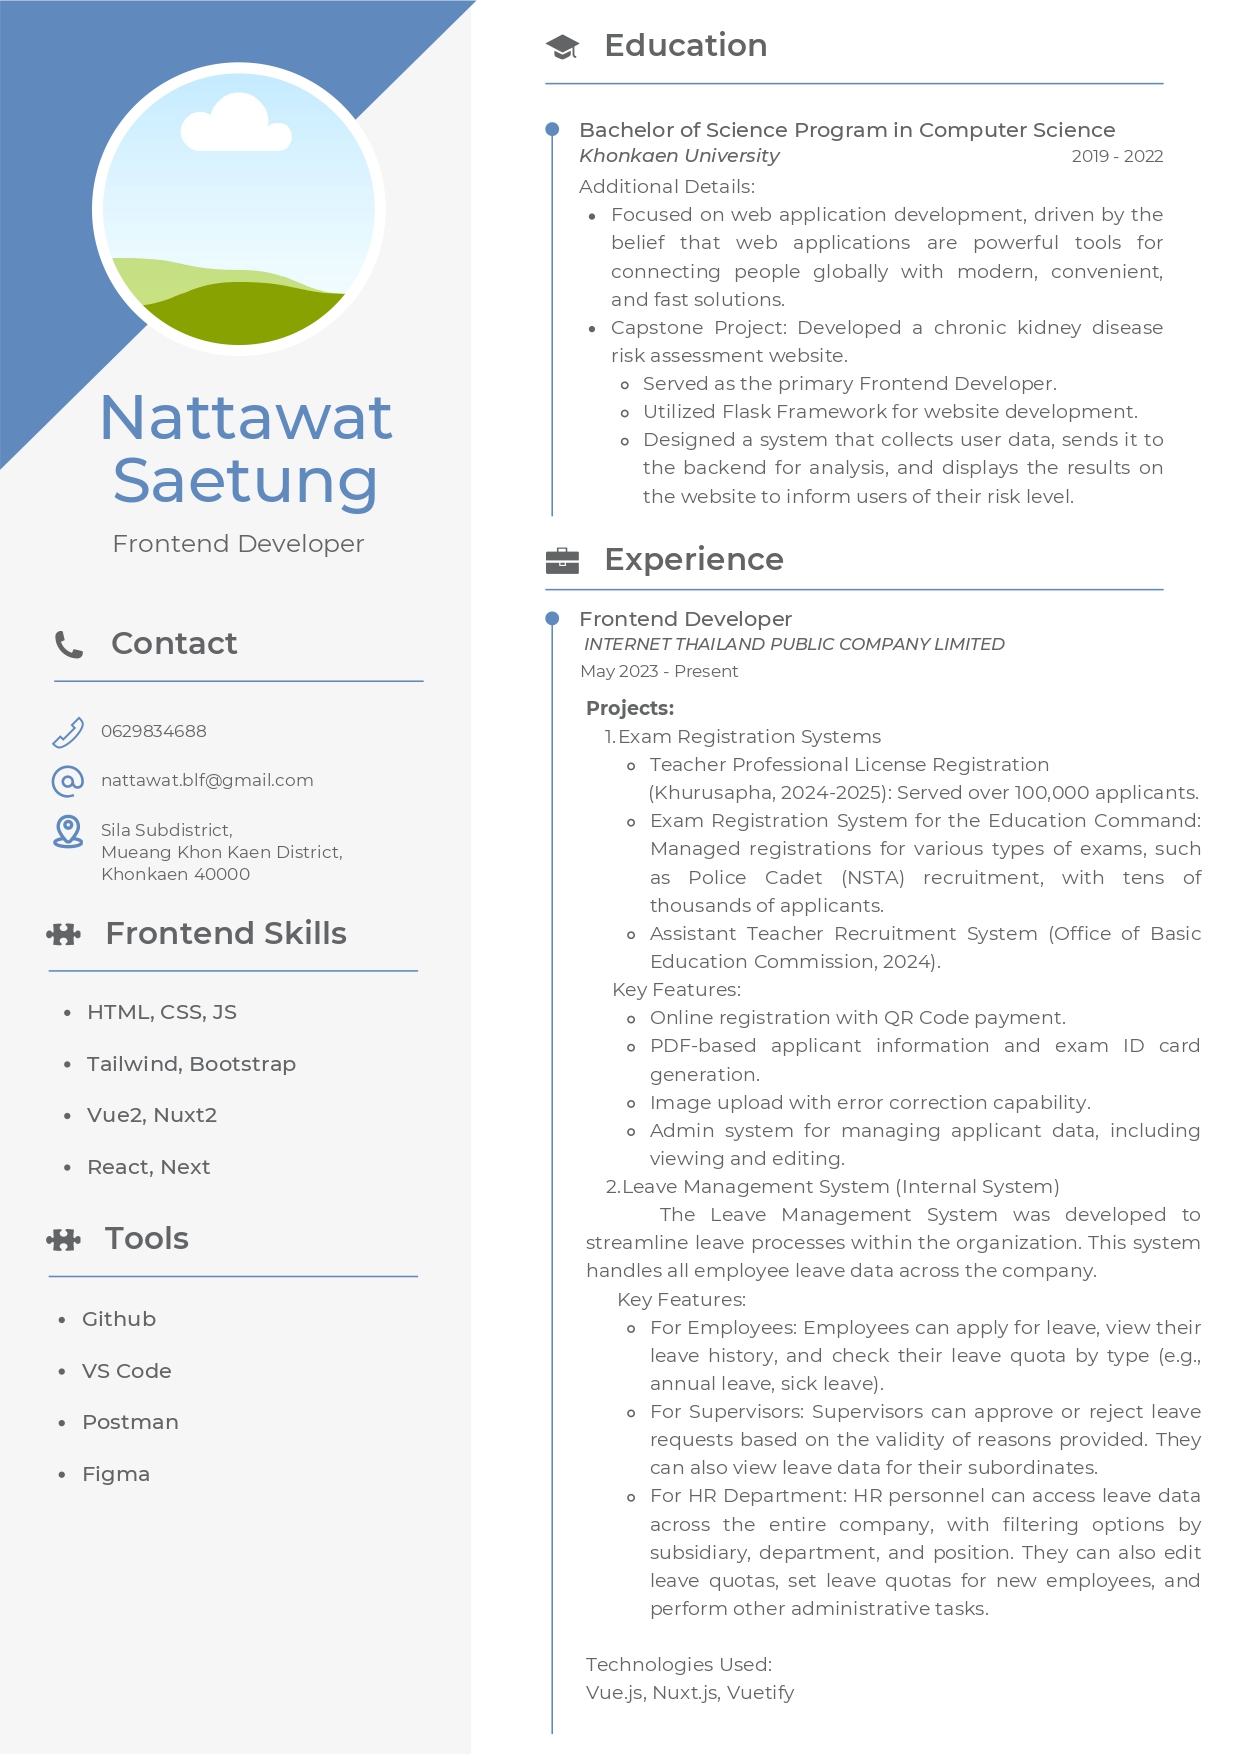 Nattawat
Saetung
Frontend Developer
Contact
0629834688
nattawat.blf@gmail.com
Sila Subdistrict,
Mueang Khon Kaen District,
Khonkaen 40000
Frontend Skills
• HTML, CSS, JS
• Tailwind, Bootstrap
• Vue2, Nuxt2
• React, Next
Tools
• Github
• VS Code
• Postman
• Figma
Education
Bachelor of Science Program in Computer Science
Khonkaen University 2019 - 2022
Additional Details:
• Focused on web application development, driven by the
belief that web applications are powerful tools for
connecting people globally with modern, convenient,
and fast solutions.
• Capstone Project: Developed a chronic kidney disease
risk assessment website.
Served as the primary Frontend Developer.
Utilized Flask Framework for website development.
Designed a system that collects user data, sends it to
the backend for analysis, and displays the results on
the website to inform users of their risk level.
Experience
Frontend Developer
INTERNET THAILAND PUBLIC COMPANY LIMITED
May 2023 - Present
Projects:
1.Exam Registration Systems
Teacher Professional License Registration
(Khurusapha, 2024-2025): Served over 100,000 applicants.
Exam Registration System for the Education Command:
Managed registrations for various types of exams, such
as Police Cadet (NSTA) recruitment, with tens of
thousands of applicants.
Assistant Teacher Recruitment System (Office of Basic
Education Commission, 2024).
Key Features:
Online registration with QR Code payment.
PDF-based applicant information and exam ID card
generation.
Image upload with error correction capability.
Admin system for managing applicant data, including
viewing and editing.
2.Leave Management System (Internal System)
The Leave Management System was developed to
streamline leave processes within the organization. This system
handles all employee leave data across the company.
Key Features:
For Employees: Employees can apply for leave, view their
leave history, and check their leave quota by type (e.g.,
annual leave, sick leave).
For Supervisors: Supervisors can approve or reject leave
requests based on the validity of reasons provided. They
can also view leave data for their subordinates.
For HR Department: HR personnel can access leave data
across the entire company, with filtering options by
subsidiary, department, and position. They can also edit
leave quotas, set leave quotas for new employees, and
perform other administrative tasks.
Technologies Used:
Vue.js, Nuxt.js, Vuetify